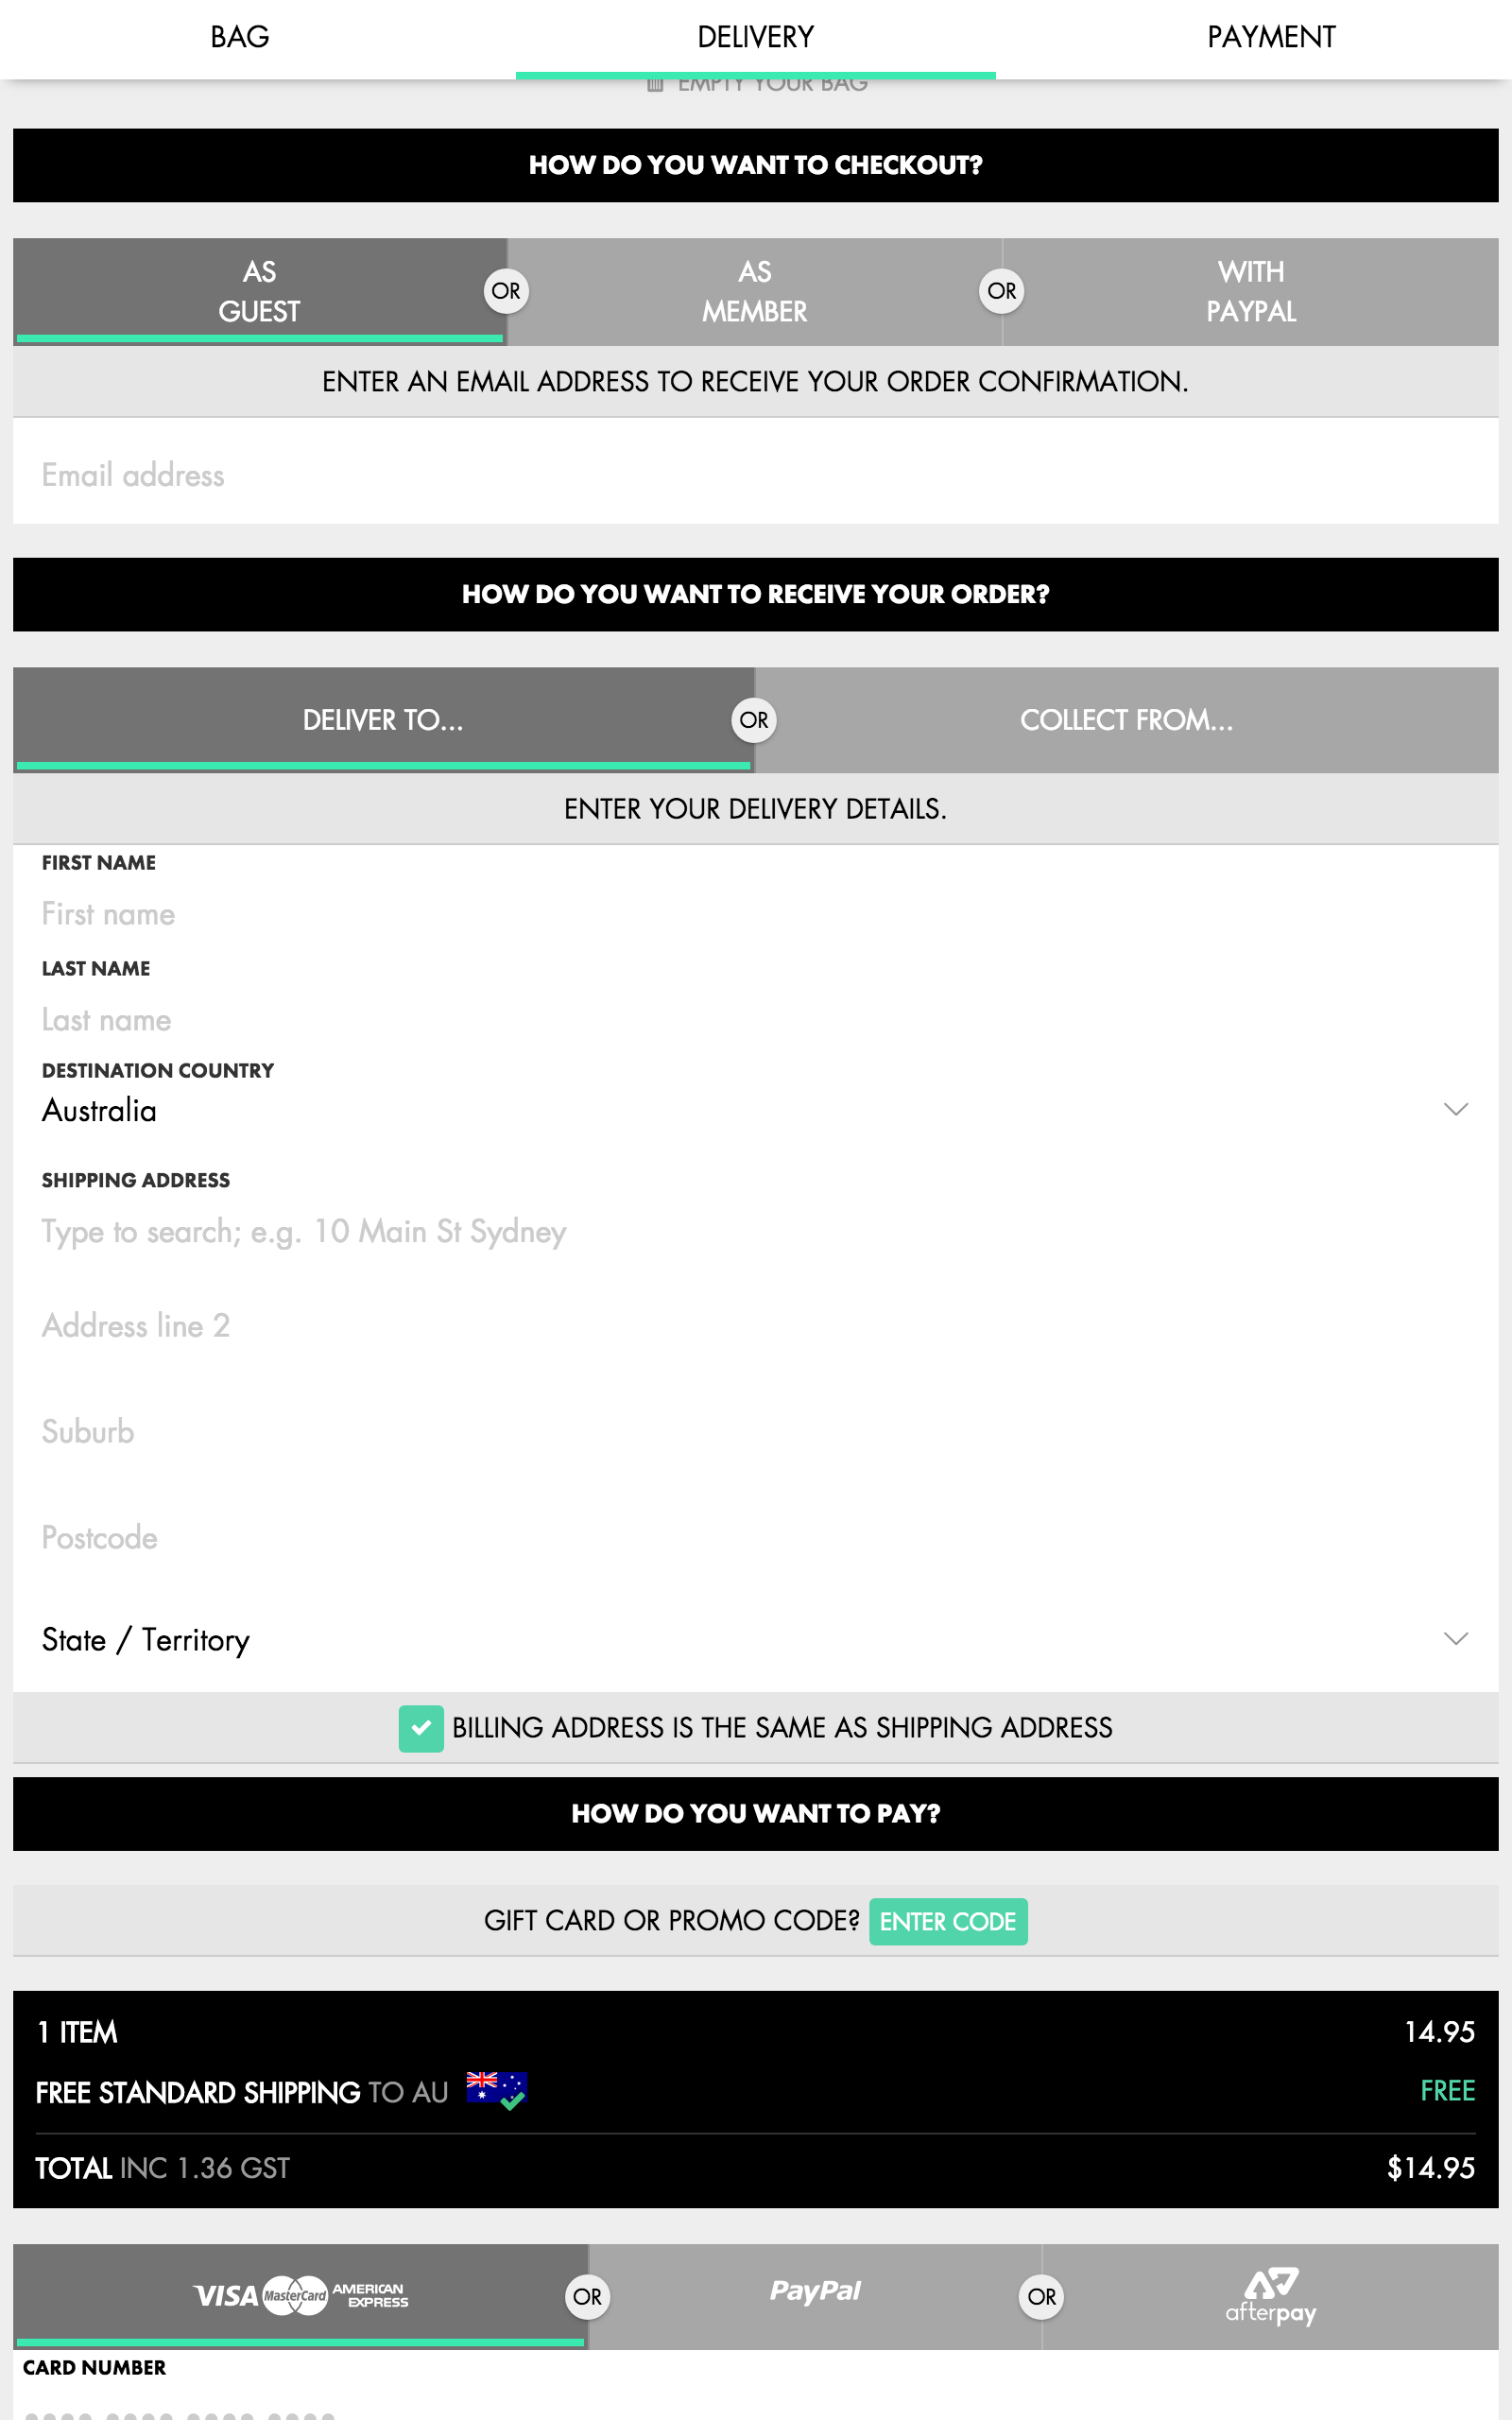 BAG
DELIVERY
PAYMENT
EMPTY YOUR BAG
HOW DO YOU WANT TO CHECKOUT?
AS
GUEST
OR
AS
MEMBER
OR
WITH
PAYPAL
ENTER AN EMAIL ADDRESS TO RECEIVE YOUR ORDER CONFIRMATION.
Email address
HOW DO YOU WANT TO RECEIVE YOUR ORDER?
DELIVER TO...
OR
COLLECT FROM...
ENTER YOUR DELIVERY DETAILS.
FIRST NAME
First name
LAST NAME
Last name
DESTINATION COUNTRY
Australia
SHIPPING ADDRESS
Type to search; e.g. 10 Main St Sydney
Address line 2
Suburb
Postcode
State / Territory
BILLING ADDRESS IS THE SAME AS SHIPPING ADDRESS
HOW DO YOU WANT TO PAY?
GIFT CARD OR PROMO CODE? ENTER CODE
1 ITEM 14.95
FREE STANDARD SHIPPING TO AU FREE
TOTAL INC 1.36 GST $14.95
VISA MasterCard AMERICAN EXPRESS
OR
PayPal
OR
afterpay
CARD NUMBER